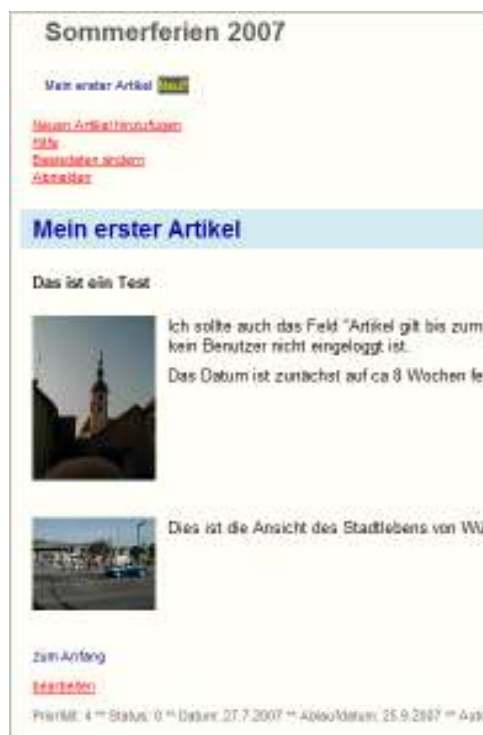 Sommerferien 2007
Mein erster Artikel Neu!!
Neuen Artikel hinzufügen
Hilfe
Basisdaten ändern
Abmelden
Mein erster Artikel
Das ist ein Test
Ich sollte auch das Feld "Artikel gilt bis zum
kein Benutzer nicht eingeloggt ist.
Das Datum ist zunächst auf ca 8 Wochen fe
Dies ist die Ansicht des Stadtlebens von Wü
zum Anfang
bearbeiten
Priorität: 4 ** Status: 0 ** Datum: 27.7.2007 ** Ablaufdatum: 25.9.2007 ** Auto